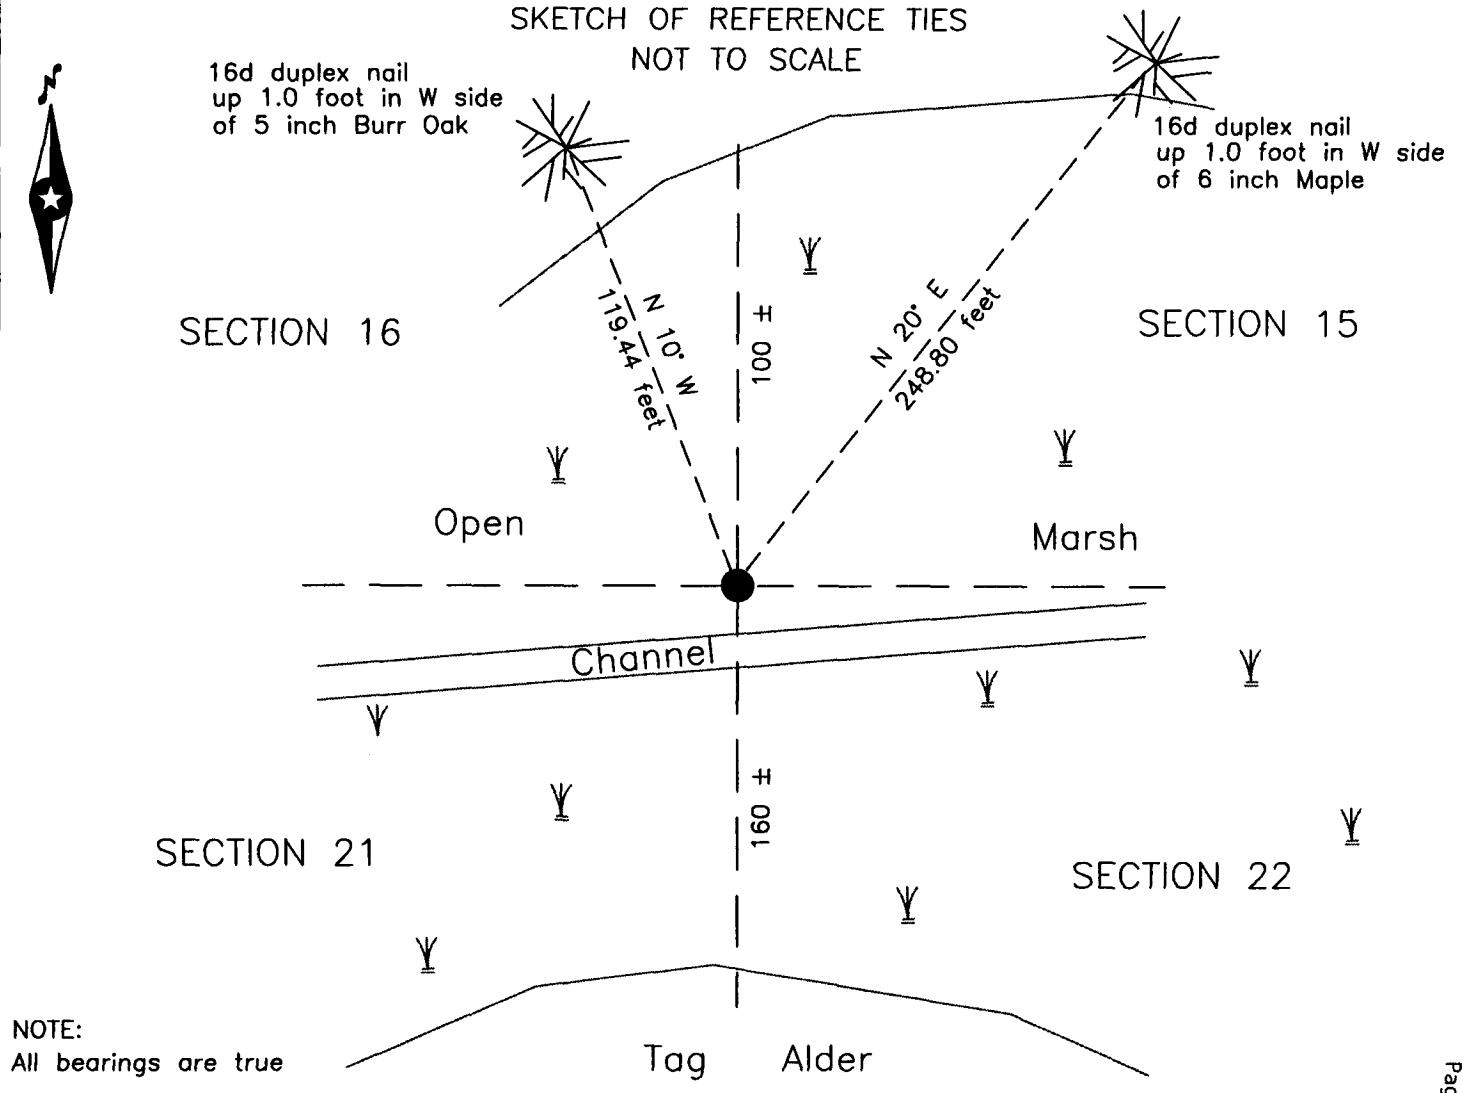 SKETCH OF REFERENCE TIES
NOT TO SCALE
N
16d duplex nail
up 1.0 foot in W side
of 5 inch Burr Oak
16d duplex nail
up 1.0 foot in W side
of 6 inch Maple
SECTION 16
N 10° W
119.44 feet
100 ±
N 20° E
248.80 feet
SECTION 15
Open
Marsh
Channel
160 ±
SECTION 21
SECTION 22
NOTE:
All bearings are true
Tag Alder